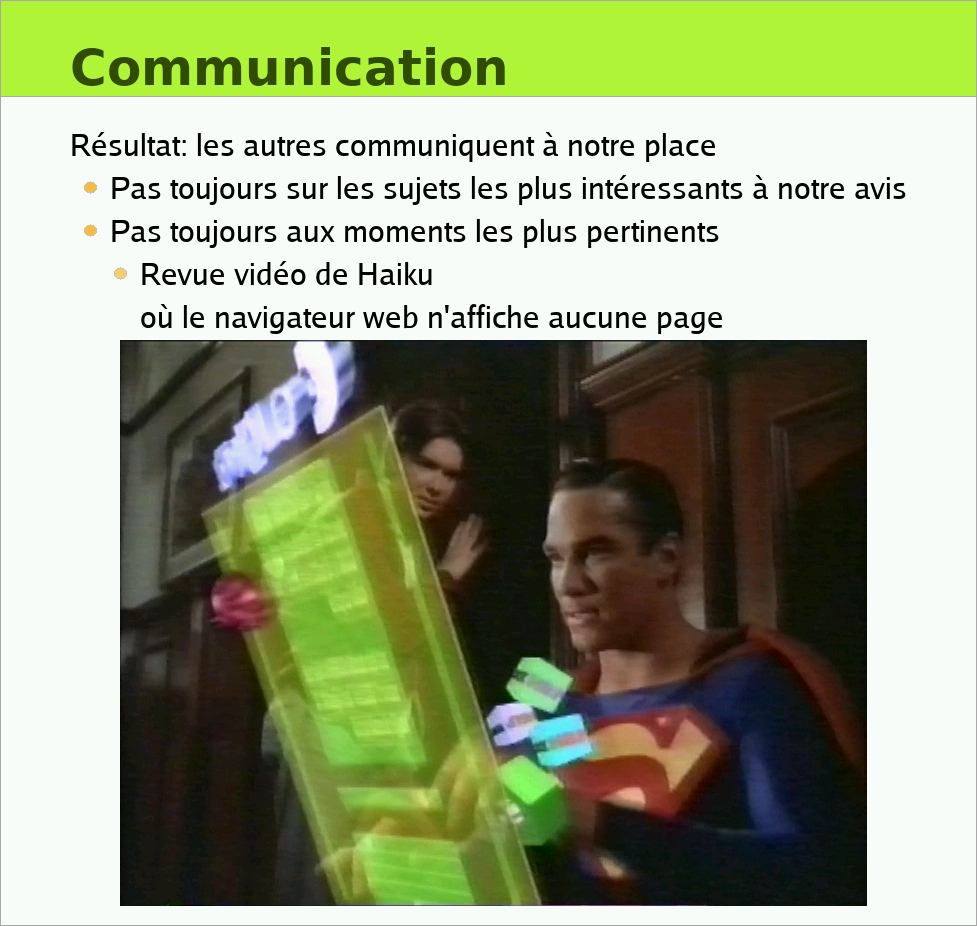 Communication
Résultat: les autres communiquent à notre place
Pas toujours sur les sujets les plus intéressants à notre avis
Pas toujours aux moments les plus pertinents
Revue vidéo de Haiku
où le navigateur web n'affiche aucune page